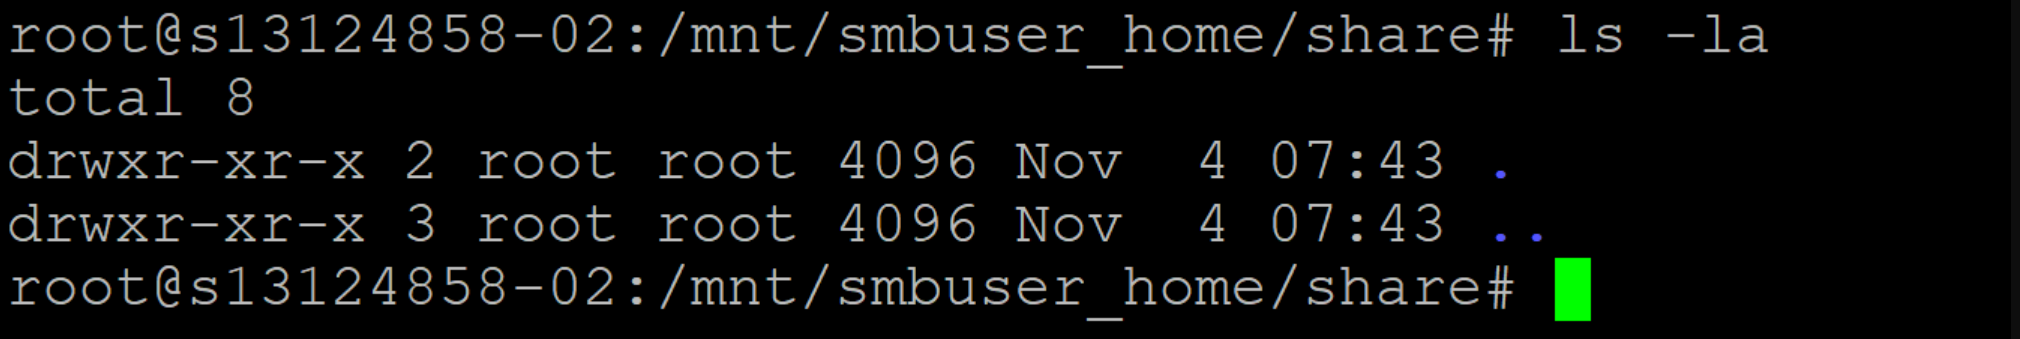 root@s13124858-02:/mnt/smbuser_home/share# ls -la
total 8
drwxr-xr-x 2 root root 4096 Nov  4 07:43 .
drwxr-xr-x 3 root root 4096 Nov  4 07:43 ..
root@s13124858-02:/mnt/smbuser_home/share#